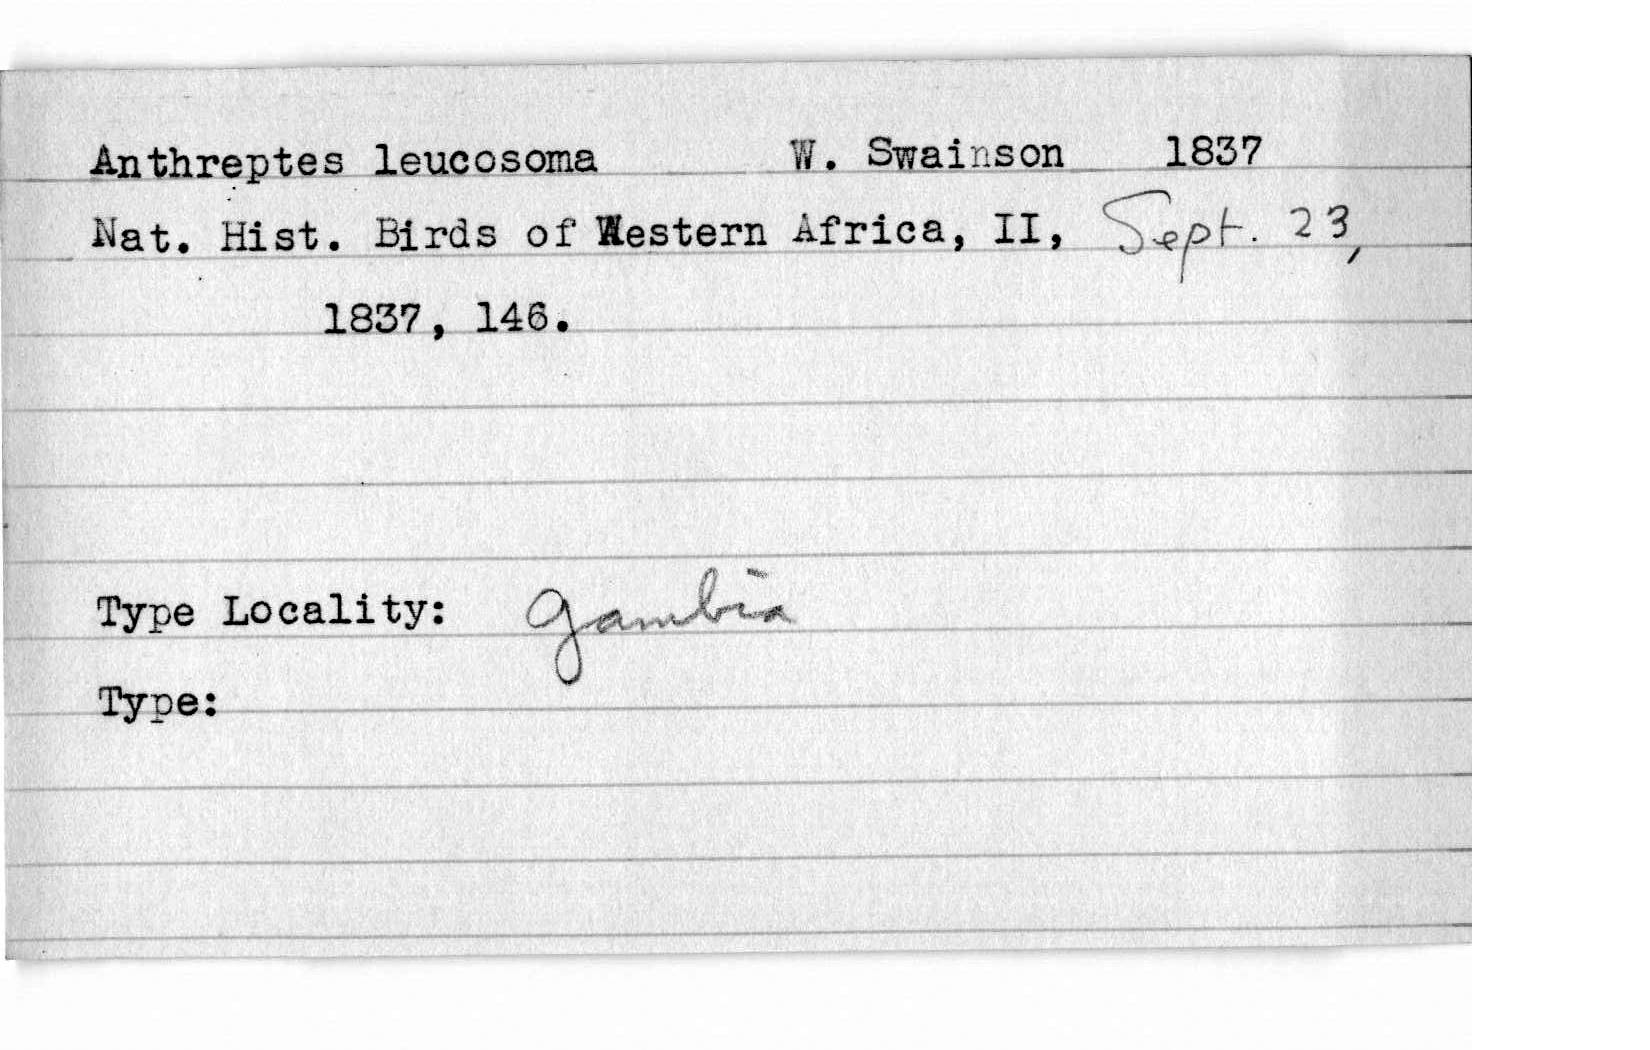 Anthreptes leucosoma W. Swainson 1837
Nat. Hist. Birds of Western Africa, II, Sept. 23,
1837, 146.
Type Locality: Gambia
Type: